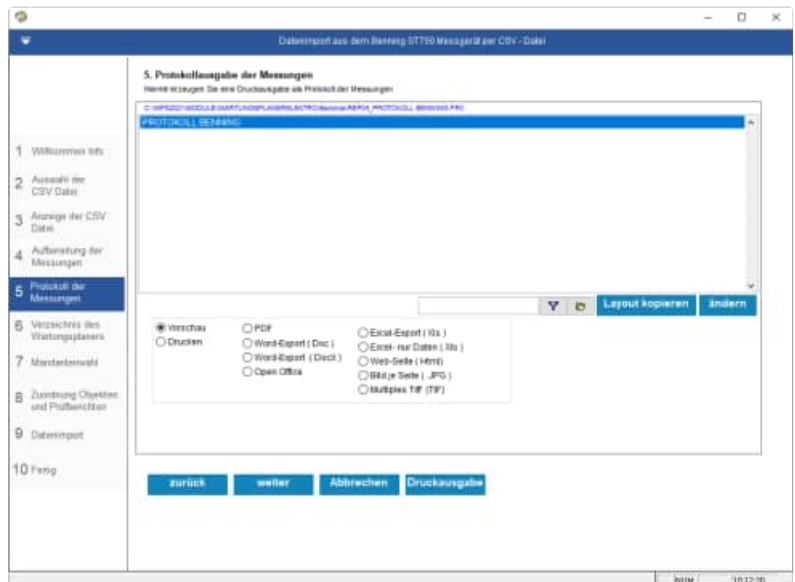 Datenimport aus dem Benning ST750 Messgerät per CSV - Datei
5. Protokollausgabe der Messungen
Hiermit erzeugen Sie eine Druckausgabe als Protokoll der Messungen
PROTOKOLL BENNING
1 Willkommen Info
2 Auswahl der
CSV Datei
3 Anzeige der CSV
Datei
4 Aufbereitung der
Messungen
5 Protokoll der
Messungen
6 Verzeichnis des
Wartungsplaners
7 Mandantenwahl
8 Zuordnung Objekten
und Prüfberichten
9 Datenimport
10 Fertig
Layout kopieren
ändern
Vorschau
Drucken
PDF
Word-Export ( Doc )
Word-Export ( DocX )
Open Office
Excel-Export ( Xls )
Excel- nur Daten ( Xls )
Web-Seite ( Html)
Bild je Seite ( .JPG )
Multiples Tiff (TIF)
zurück
weiter
Abbrechen
Druckausgabe
NUM
10:12:20